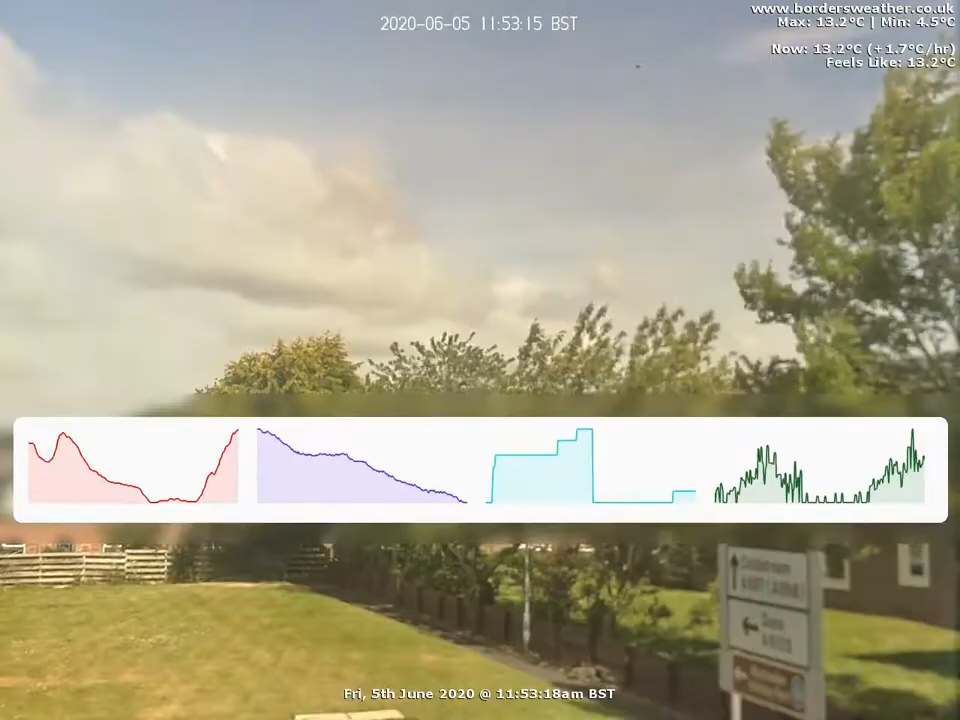 www.bordersweather.co.uk
2020-06-05 11:53:15 BST
Max: 13.2°C | Min: 4.5°C
Now: 13.2°C (+1.7°C/hr)
Feels Like: 13.2°C
Fri, 5th June 2020 @ 11:53:18am BST